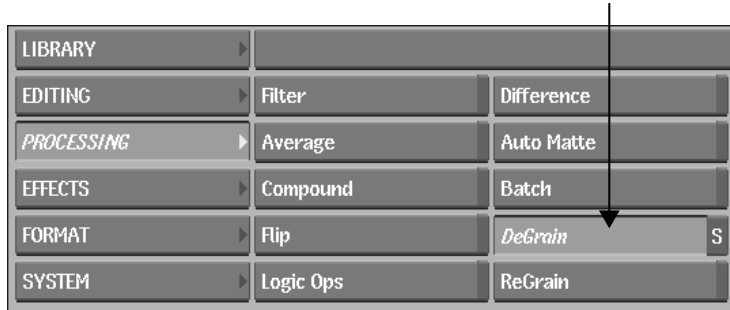 LIBRARY
EDITING Filter Difference
PROCESSING Average Auto Matte
EFFECTS Compound Batch
FORMAT Flip DeGrain S
SYSTEM Logic Ops ReGrain